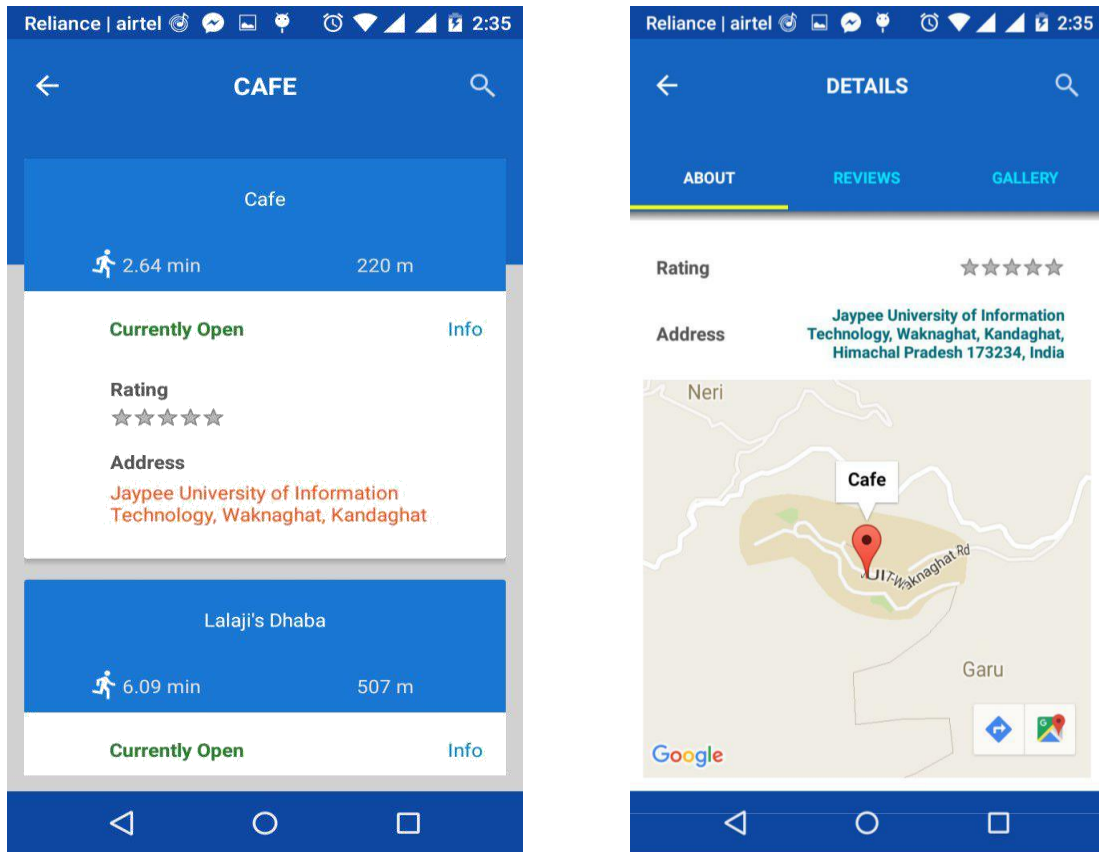 Reliance | airtel 2:35
CAFE
Cafe
2.64 min 220 m
Currently Open Info
Rating
Address
Jaypee University of Information
Technology, Waknaghat, Kandaghat
Lalaji's Dhaba
6.09 min 507 m
Currently Open Info
Reliance | airtel 2:35
DETAILS
ABOUT REVIEWS GALLERY
Rating
Address
Jaypee University of Information
Technology, Waknaghat, Kandaghat,
Himachal Pradesh 173234, India
Neri
Cafe
Waknaghat Rd
Garu
Google